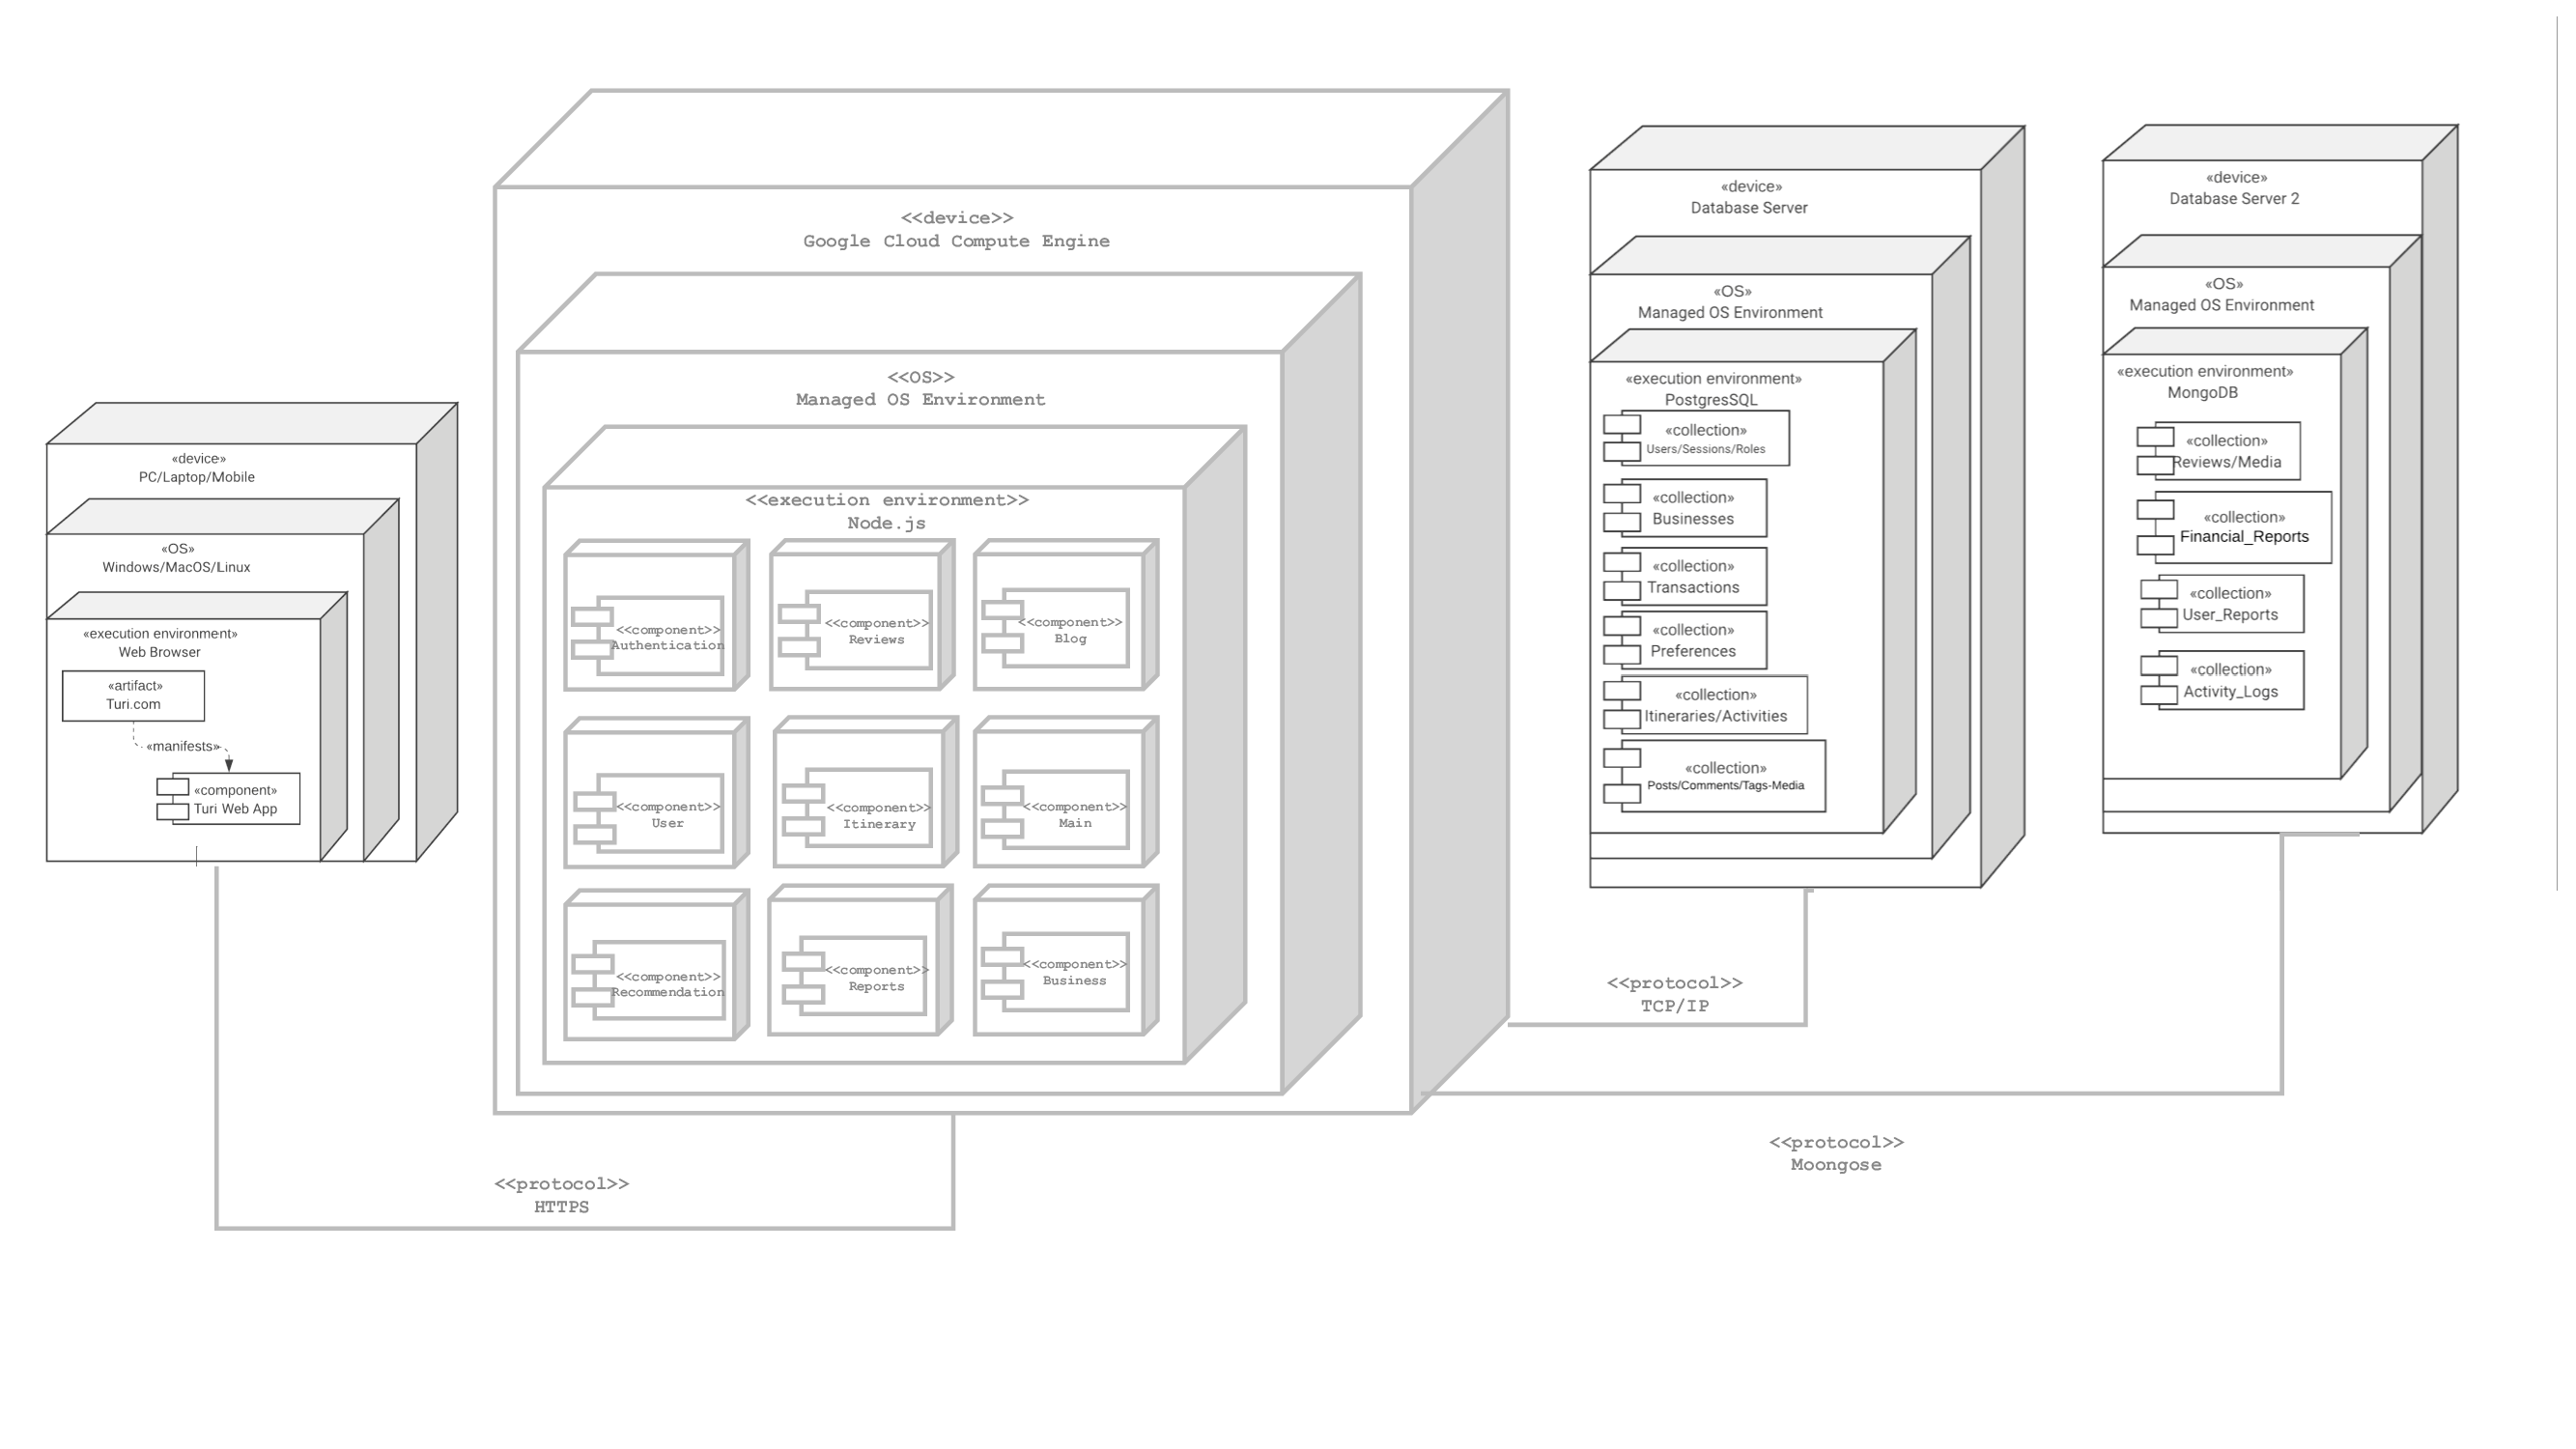 «device»
PC/Laptop/Mobile
«OS»
Windows/MacOS/Linux
«execution environment»
Web Browser
«artifact»
Turi.com
«manifests»
«component»
Turi Web App
<<device>>
Google Cloud Compute Engine
<<OS>>
Managed OS Environment
<<execution environment>>
Node.js
<<component>>
Authentication
<<component>>
Reviews
<<component>>
Blog
<<component>>
User
<<component>>
Itinerary
<<component>>
Main
<<component>>
Recommendation
<<component>>
Reports
<<component>>
Business
«device»
Database Server
«OS»
Managed OS Environment
«execution environment»
PostgresSQL
«collection»
Users/Sessions/Roles
«collection»
Businesses
«collection»
Transactions
«collection»
Preferences
«collection»
Itineraries/Activities
«collection»
Posts/Comments/Tags-Media
«device»
Database Server 2
«OS»
Managed OS Environment
«execution environment»
MongoDB
«collection»
Reviews/Media
«collection»
Financial_Reports
«collection»
User_Reports
«collection»
Activity_Logs
<<protocol>>
TCP/IP
<<protocol>>
Moongose
<<protocol>>
HTTPS